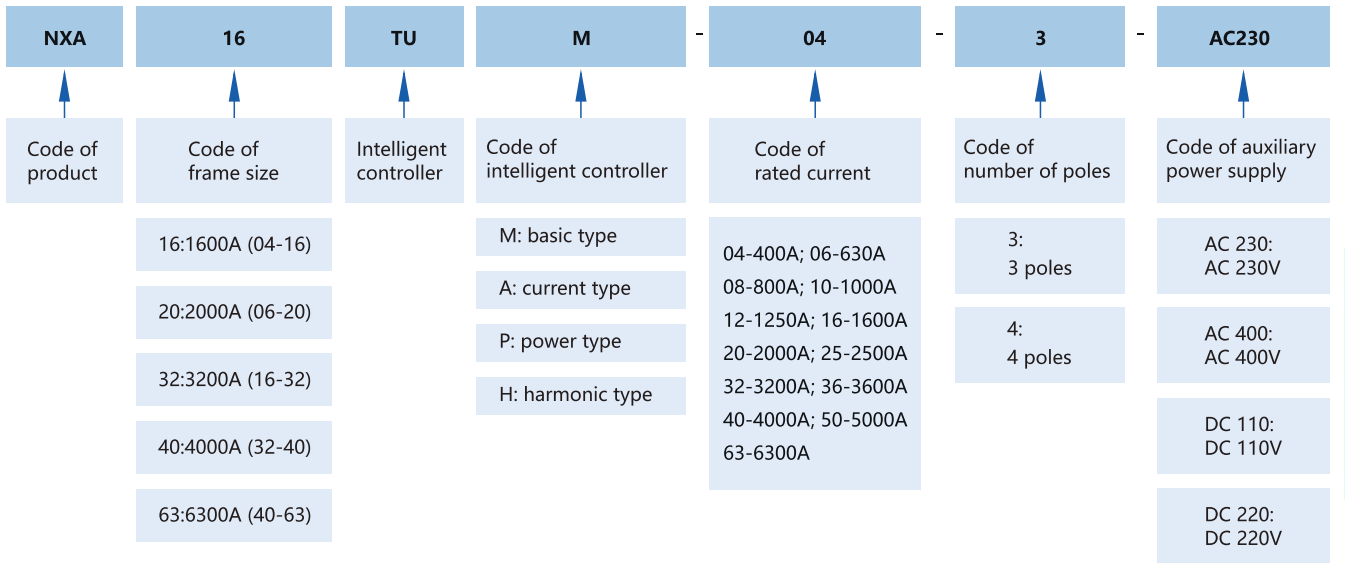 NXA 16 TU M - 04 - 3 - AC230
Code of
product
Code of
frame size
16:1600A (04-16)
20:2000A (06-20)
32:3200A (16-32)
40:4000A (32-40)
63:6300A (40-63)
Intelligent
controller
Code of
intelligent controller
M: basic type
A: current type
P: power type
H: harmonic type
Code of
rated current
04-400A; 06-630A
08-800A; 10-1000A
12-1250A; 16-1600A
20-2000A; 25-2500A
32-3200A; 36-3600A
40-4000A; 50-5000A
63-6300A
Code of
number of poles
3:
3 poles
4:
4 poles
Code of auxiliary
power supply
AC 230:
AC 230V
AC 400:
AC 400V
DC 110:
DC 110V
DC 220:
DC 220V